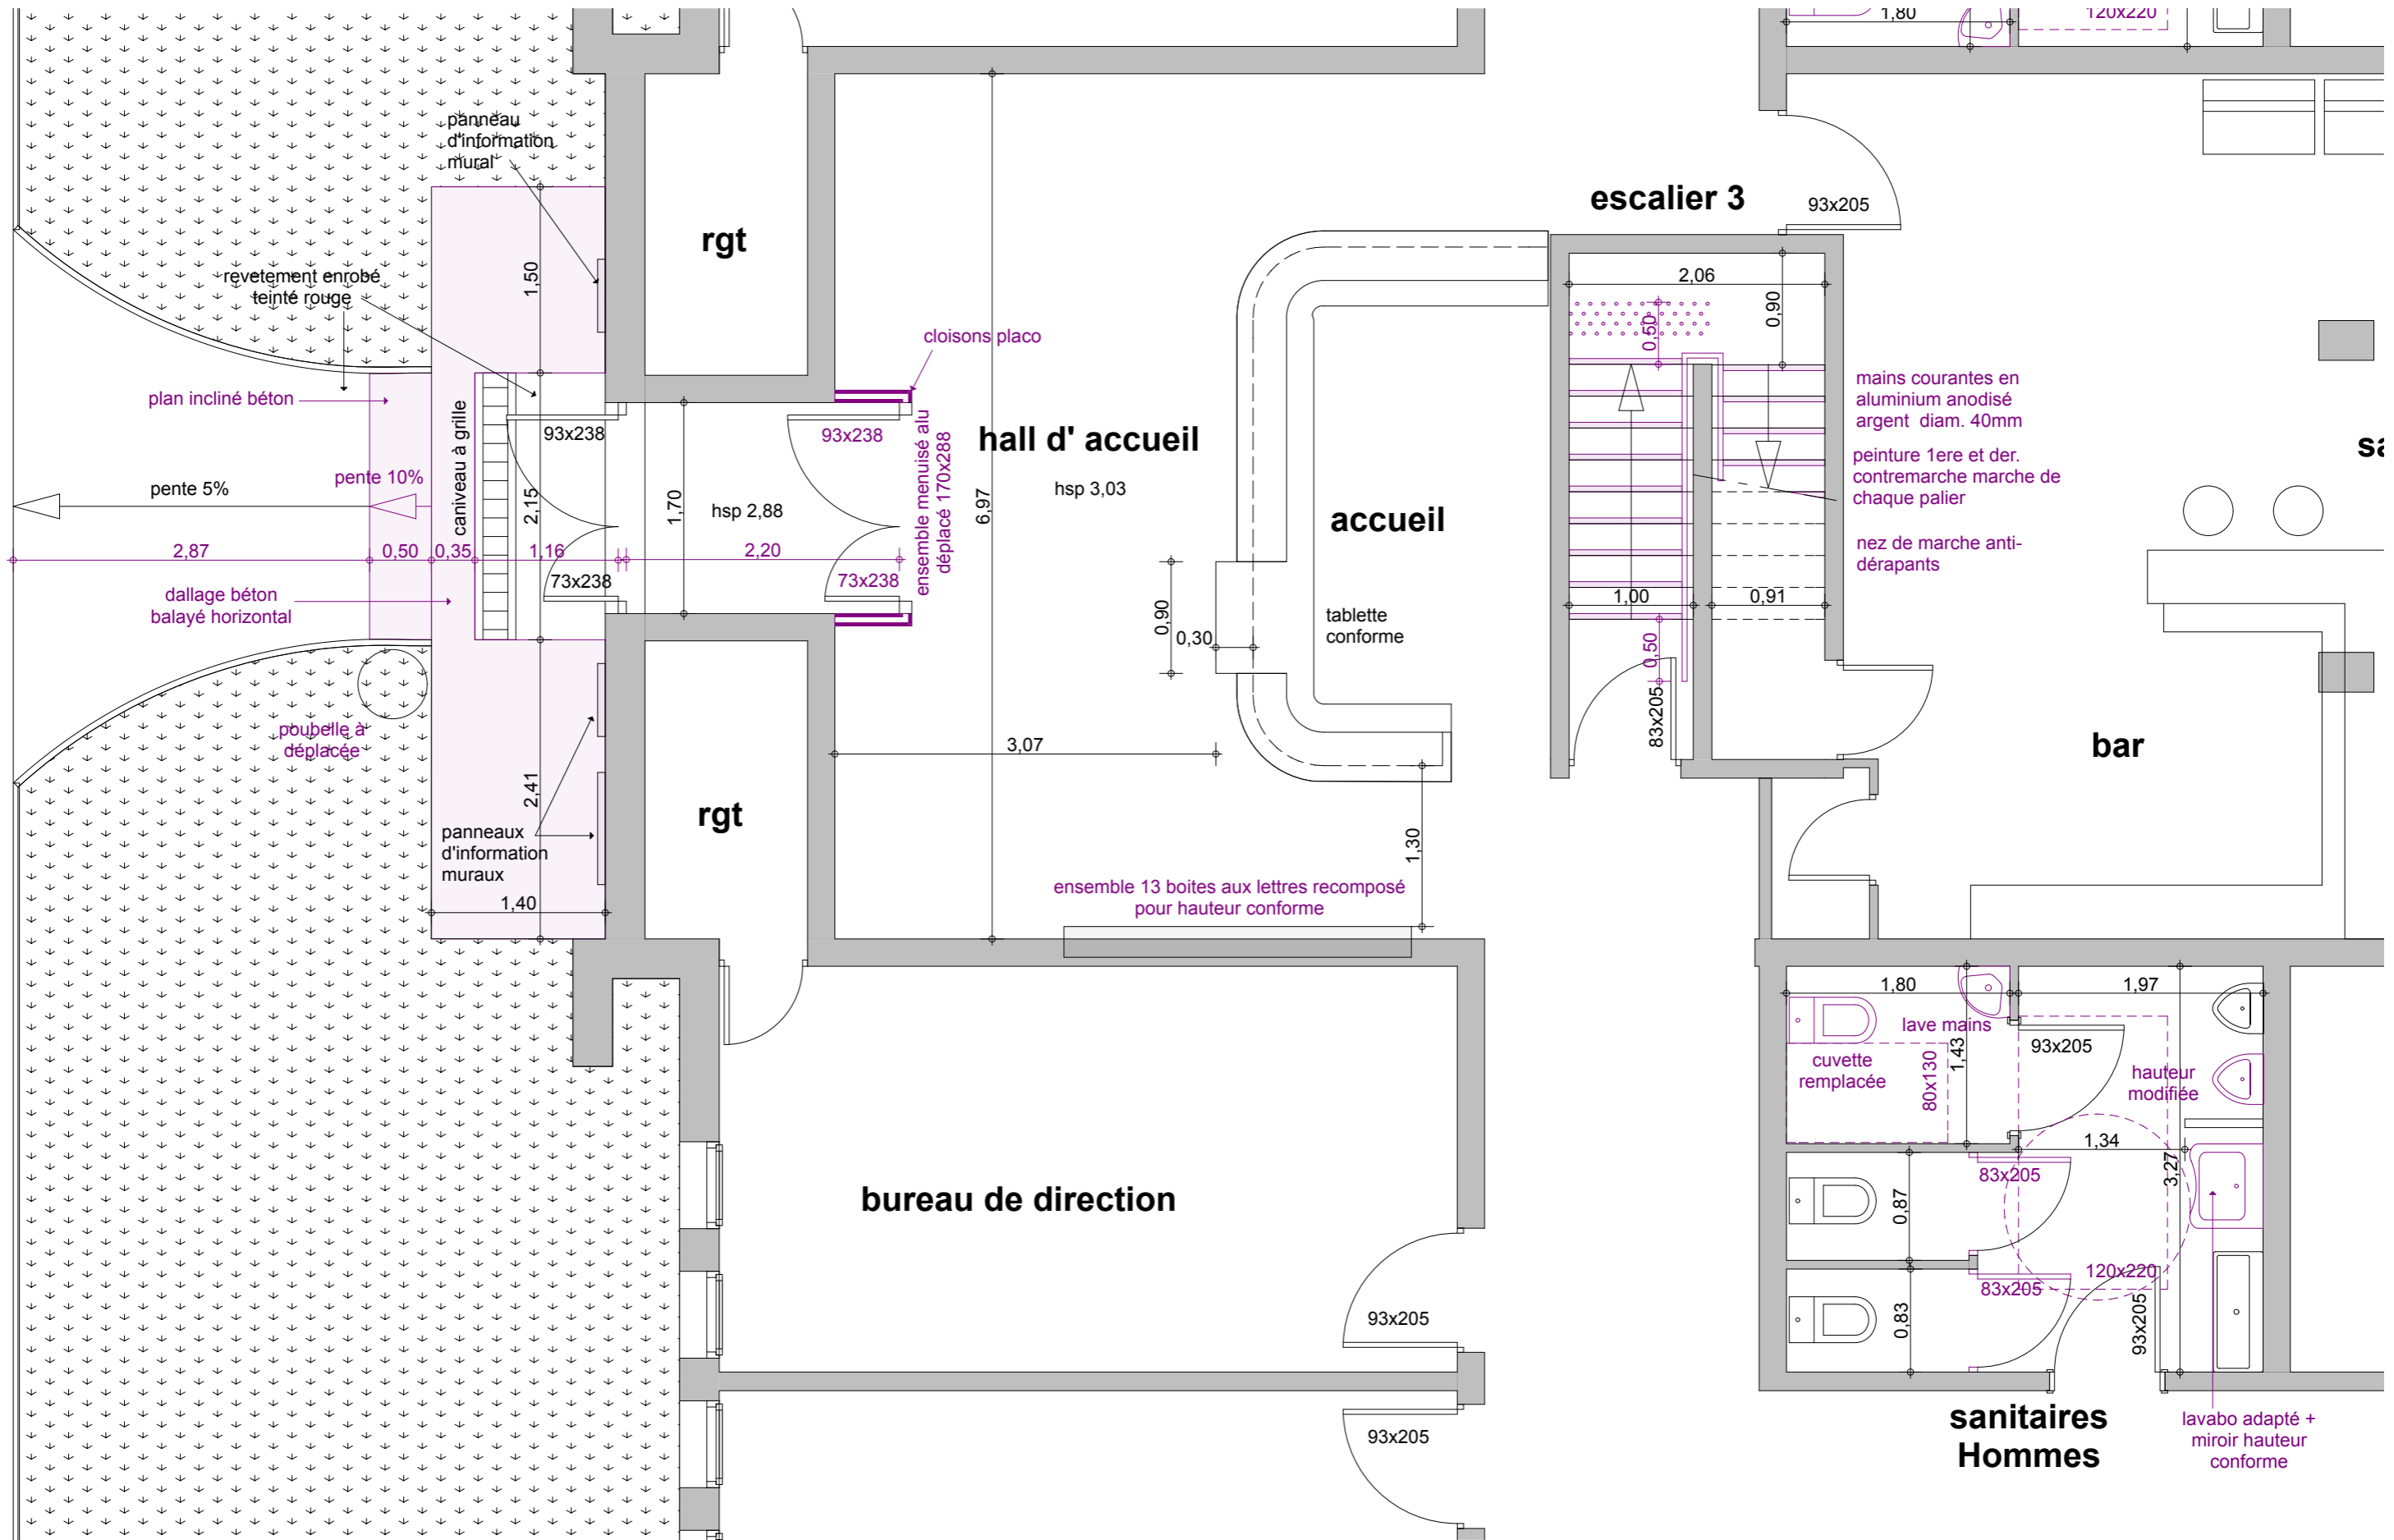 1,80
120x220
panneau
d'information
mural
rgt
escalier 3
93x205
revetement enrobé
teinté rouge
1,50
2,06
0,90
0,50
cloisons placo
plan incliné béton
mains courantes en
aluminium anodisé
argent diam. 40mm
caniveau à grille
93x238
93x238
ensemble menuisé alu
déplacé 170x288
hall d' accueil
hsp 3,03
sa
peinture 1ere et der.
contremarche marche de
chaque palier
pente 5%
pente 10%
2,15
1,70
hsp 2,88
6,97
accueil
2,87
0,50
0,35
1,16
2,20
nez de marche anti-
dérapants
73x238
73x238
dallage béton
balayé horizontal
0,90
0,30
tablette
conforme
1,00
0,91
0,50
83x205
poubelle à
déplacée
3,07
bar
2,41
rgt
panneaux
d'information
muraux
1,30
1,40
ensemble 13 boites aux lettres recomposé
pour hauteur conforme
1,80
1,97
lave mains
cuvette
remplacée
80x130
1,43
93x205
hauteur
modifiée
1,34
3,27
83x205
0,87
bureau de direction
120x220
83x205
0,83
93x205
93x205
sanitaires
Hommes
lavabo adapté +
miroir hauteur
conforme
93x205